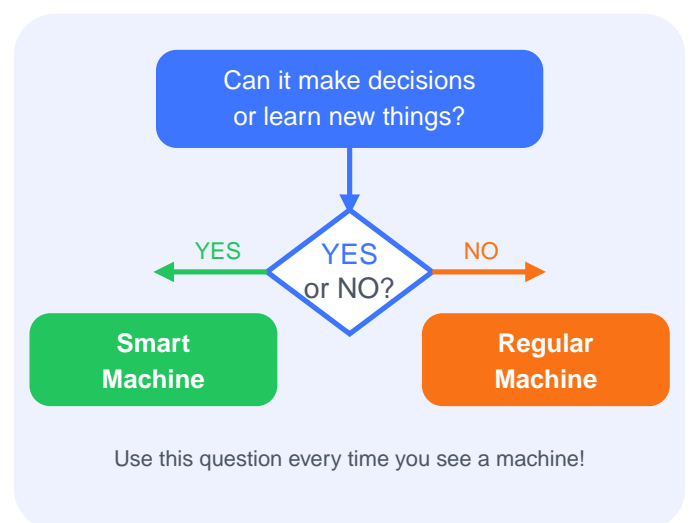 Can it make decisions
or learn new things?
YES
or NO?
YES
NO
Smart
Machine
Regular
Machine
Use this question every time you see a machine!